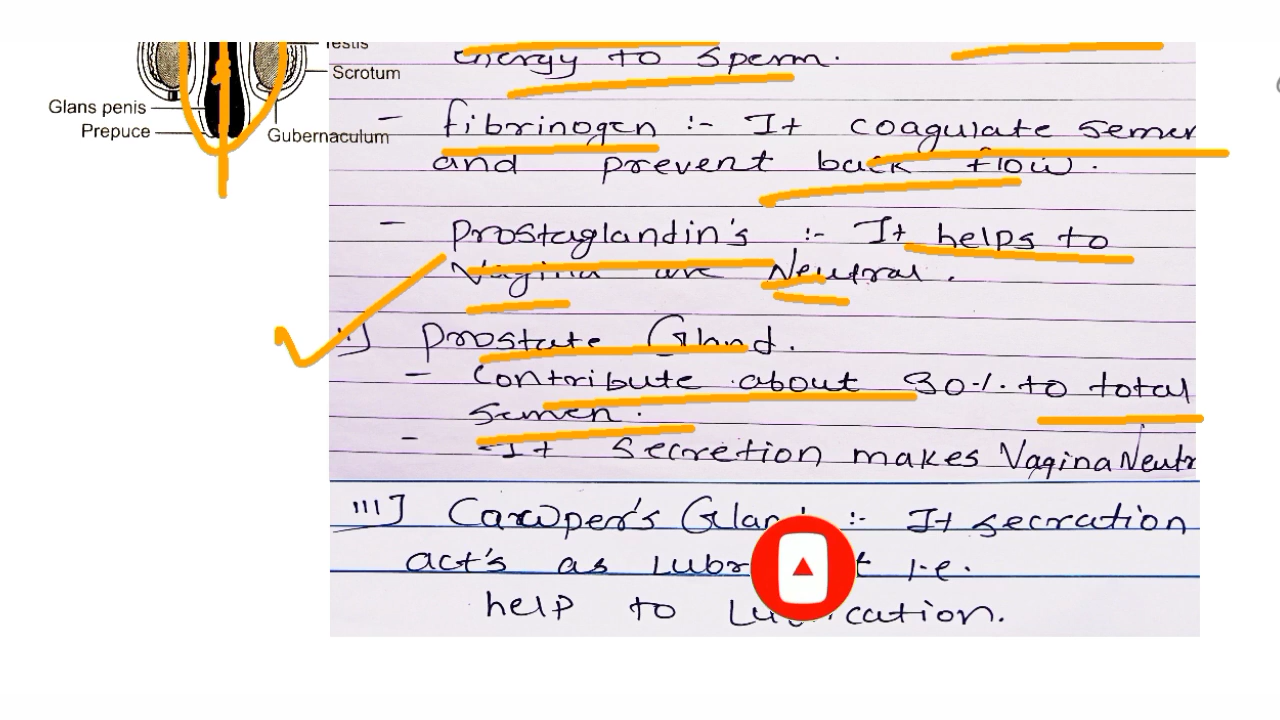 Testis
Scrotum
Glans penis
Prepuce
Gubernaculum
Energy to sperm.
- fibrinogen :- It coagulate semen
and prevent back flow.
- Prostaglandin's :- It helps to
Vagina are Neutral.
ii] Prostate Gland.
- Contribute about 30% to total
semen.
- It secretion makes Vagina Neutr
III] Cawper's Gland :- It secration
act's as Lubr t i.e.
help to Lubrication.